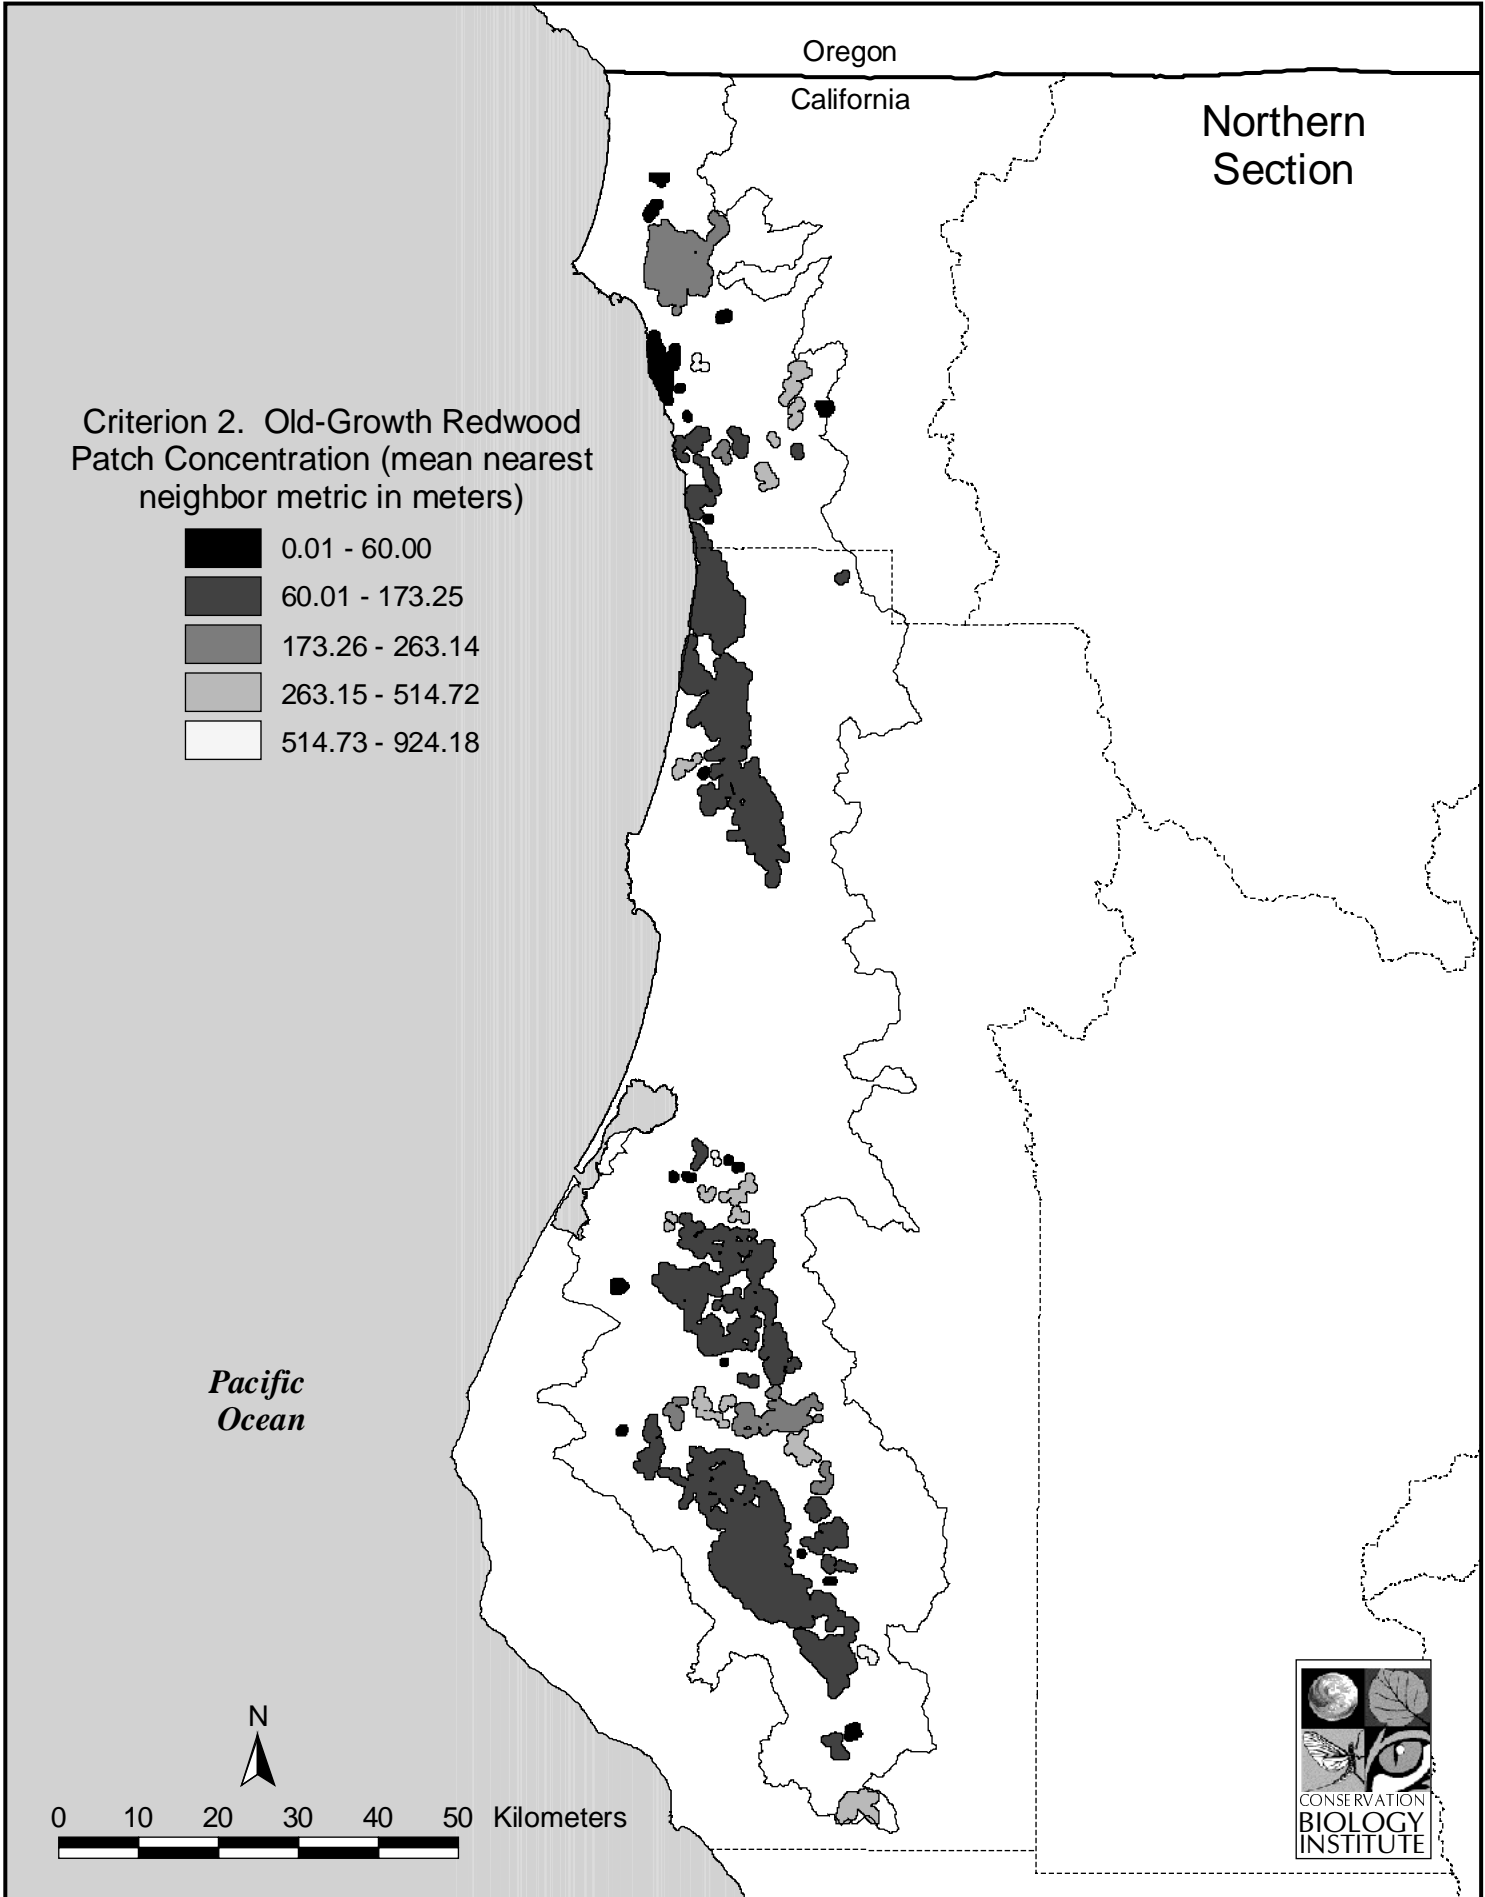 Oregon
California
Northern
Section
Criterion 2.  Old-Growth Redwood
Patch Concentration (mean nearest
neighbor metric in meters)
0.01 - 60.00
60.01 - 173.25
173.26 - 263.14
263.15 - 514.72
514.73 - 924.18
Pacific
Ocean
N
0 10 20 30 40 50 Kilometers
CONSERVATION
BIOLOGY
INSTITUTE